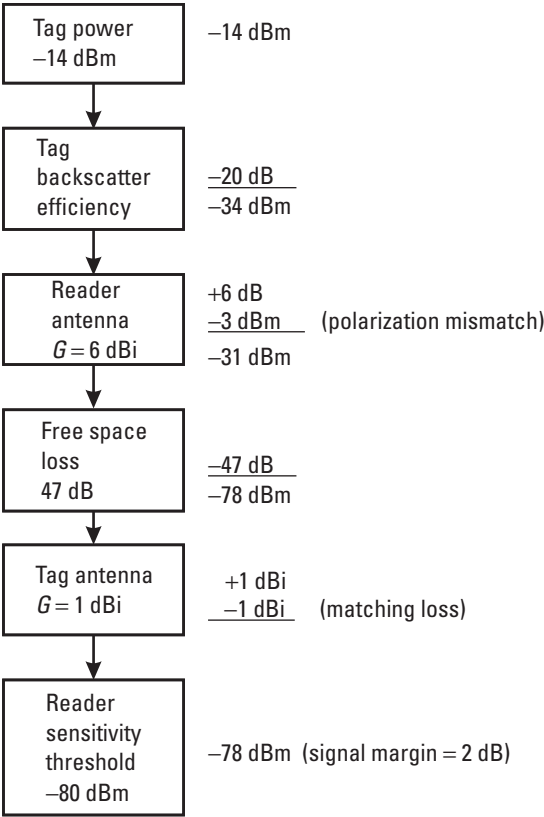 Tag power
−14 dBm
−14 dBm
Tag
backscatter
efficiency
−20 dB
−34 dBm
Reader
antenna
G = 6 dBi
+6 dB
−3 dBm (polarization mismatch)
−31 dBm
Free space
loss
47 dB
−47 dB
−78 dBm
Tag antenna
G = 1 dBi
+1 dBi
−1 dBi (matching loss)
Reader
sensitivity
threshold
−80 dBm
−78 dBm (signal margin = 2 dB)